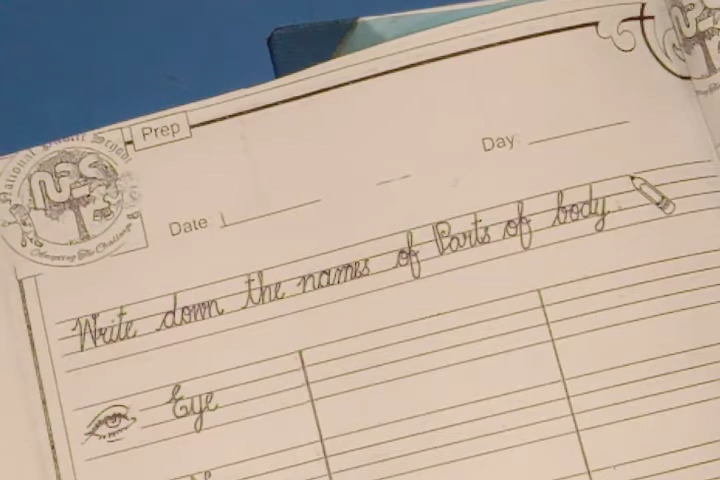 Prep
Day:
Date
Write down the names of Parts of body
Eye